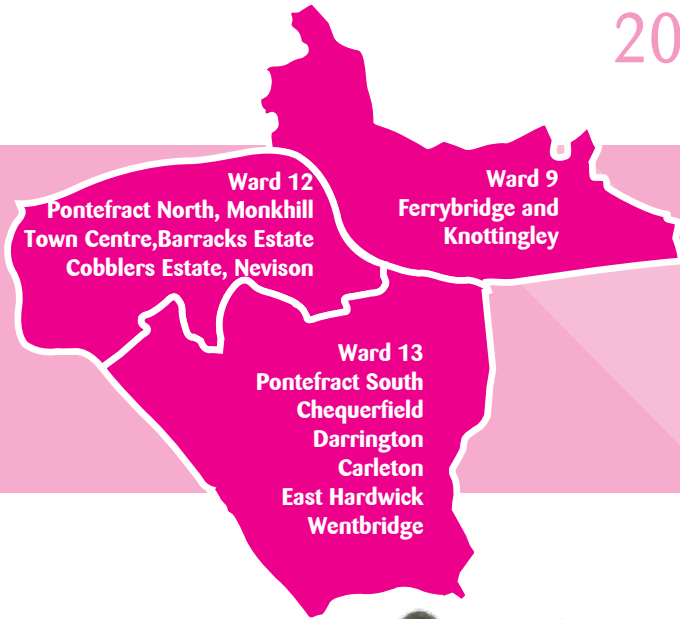 20
Ward 12
Pontefract North, Monkhill
Town Centre,Barracks Estate
Cobblers Estate, Nevison
Ward 9
Ferrybridge and
Knottingley
Ward 13
Pontefract South
Chequerfield
Darrington
Carleton
East Hardwick
Wentbridge